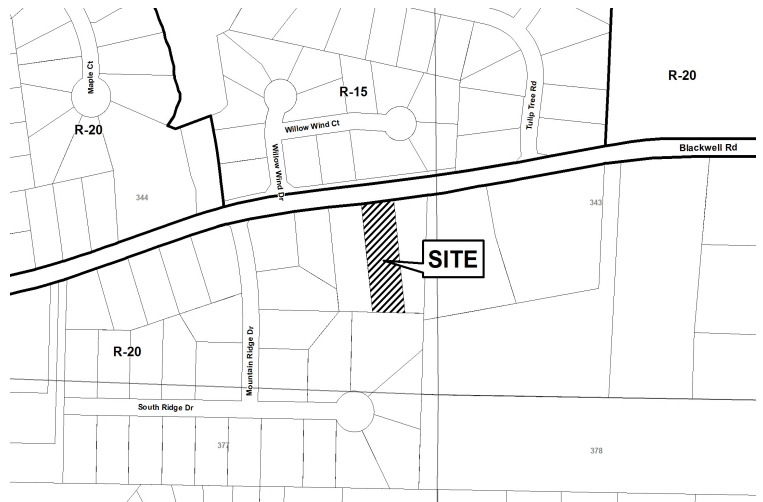 Maple Ct
R-20
R-15
Willow Wind Ct
Willow Wind Dr
Tulip Tree Rd
R-20
Blackwell Rd
344
343
SITE
R-20
Mountain Ridge Dr
South Ridge Dr
377
378